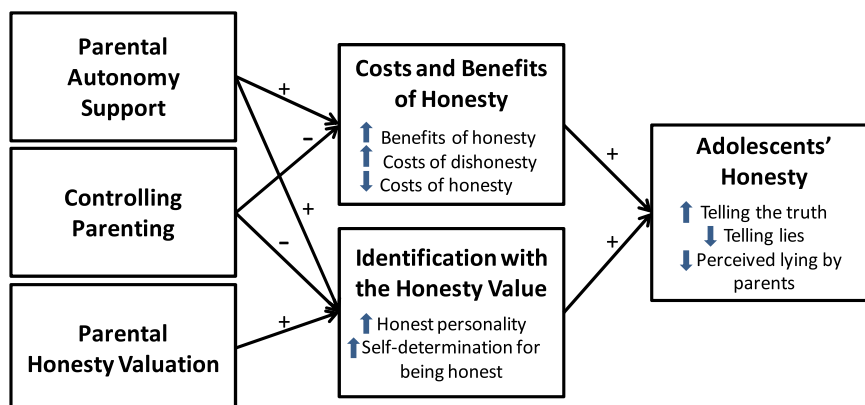 Parental
Autonomy
Support
Controlling
Parenting
Parental
Honesty Valuation
+
-
+
-
+
Costs and Benefits
of Honesty
Benefits of honesty
Costs of dishonesty
Costs of honesty
Identification with
the Honesty Value
Honest personality
Self-determination for
being honest
+
+
Adolescents'
Honesty
Telling the truth
Telling lies
Perceived lying by
parents